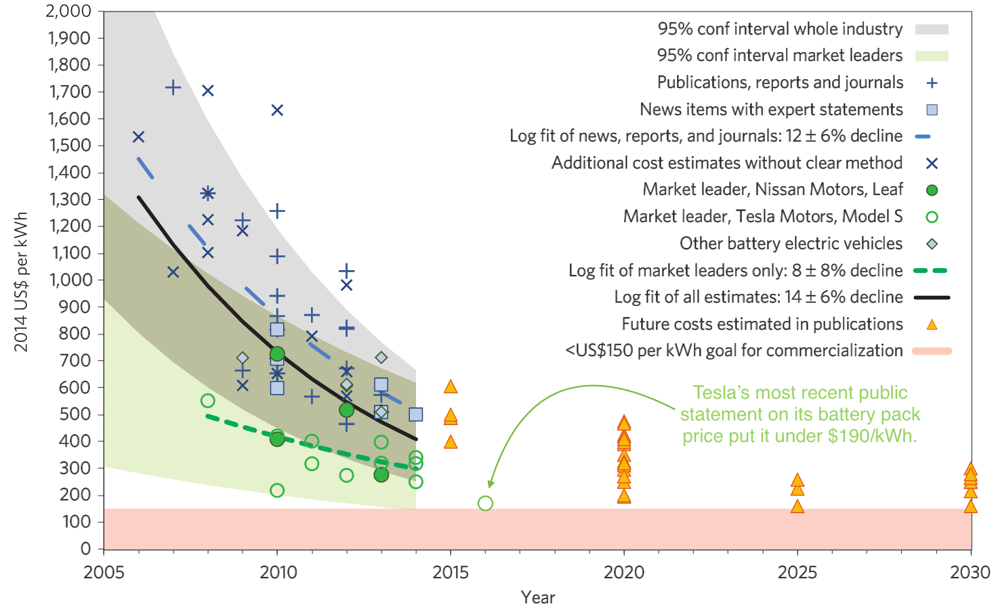 2,000
1,900
1,800
1,700
1,600
1,500
1,400
1,300
1,200
1,100
1,000
900
800
700
600
500
400
300
200
100
0
2014 US$ per kWh
95% conf interval whole industry
95% conf interval market leaders
Publications, reports and journals
News items with expert statements
Log fit of news, reports, and journals: 12 ± 6% decline
Additional cost estimates without clear method
Market leader, Nissan Motors, Leaf
Market leader, Tesla Motors, Model S
Other battery electric vehicles
Log fit of market leaders only: 8 ± 8% decline
Log fit of all estimates: 14 ± 6% decline
Future costs estimated in publications
<US$150 per kWh goal for commercialization
Tesla's most recent public
statement on its battery pack
price put it under $190/kWh.
2005
2010
2015
2020
2025
2030
Year